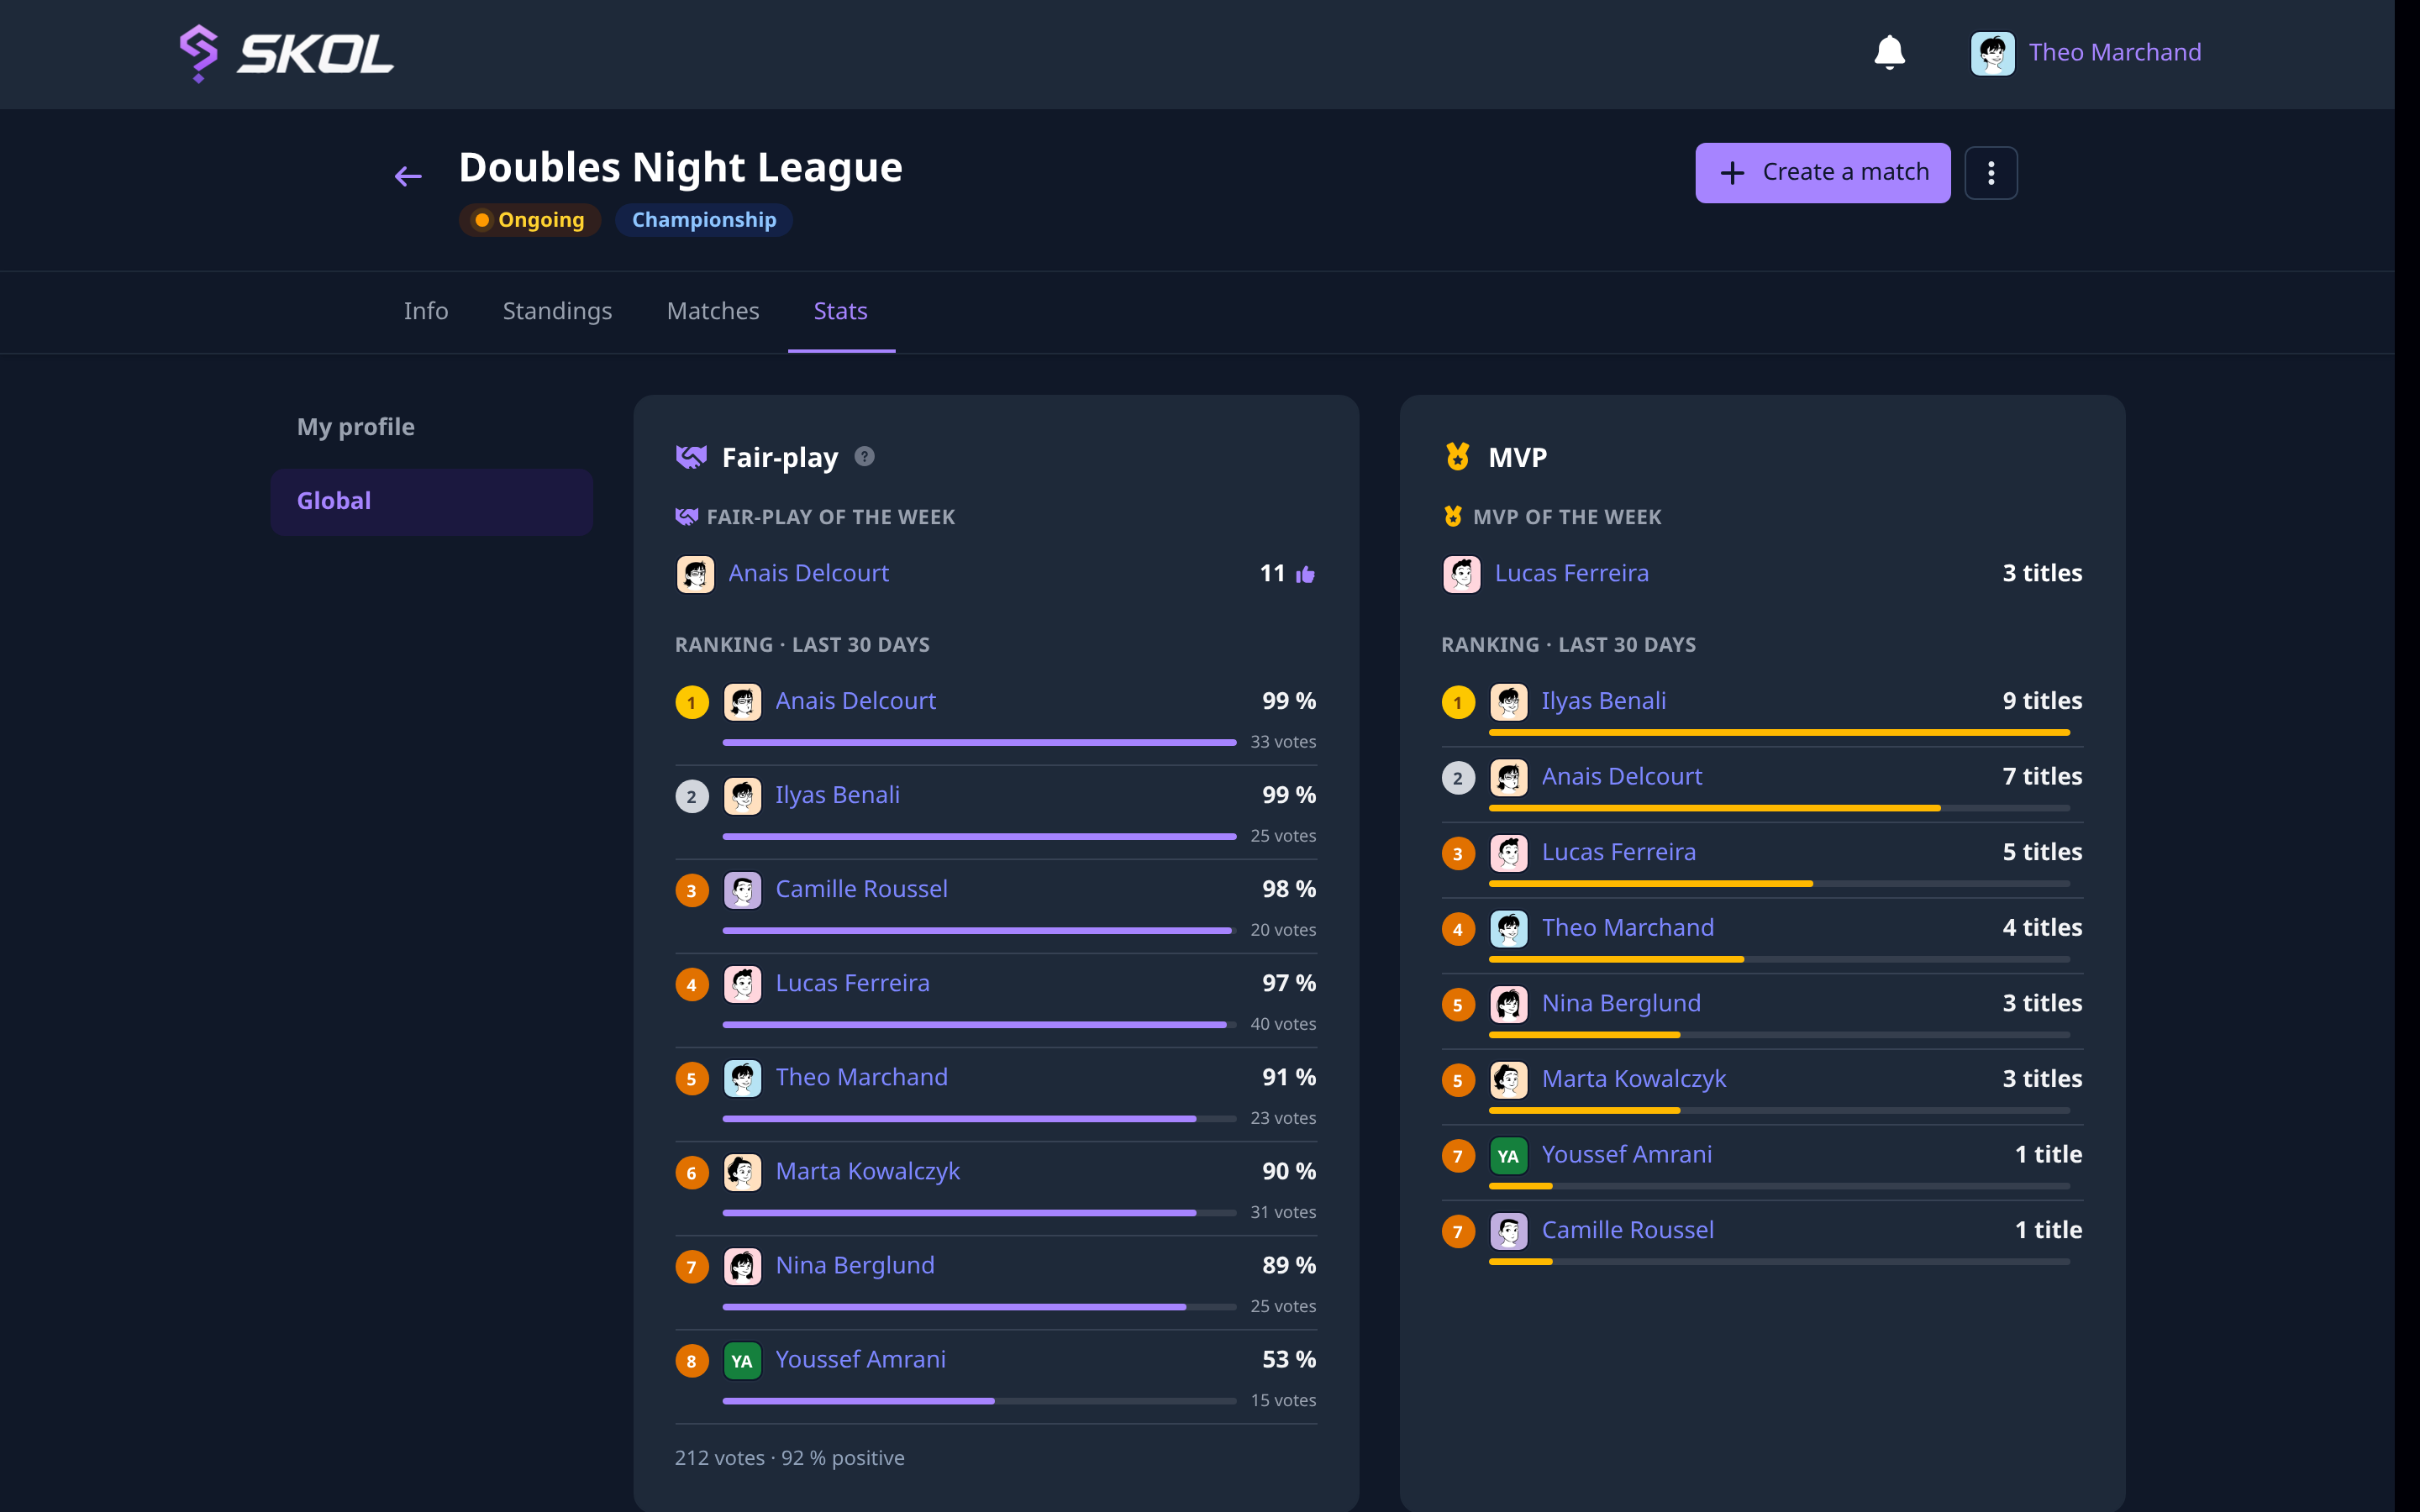 SKOL
Theo Marchand
Doubles Night League
Create a match
Ongoing
Championship
Info
Standings
Matches
Stats
My profile
Global
Fair-play ?
FAIR-PLAY OF THE WEEK
Anais Delcourt 11
RANKING · LAST 30 DAYS
1 Anais Delcourt 99 %
33 votes
2 Ilyas Benali 99 %
25 votes
3 Camille Roussel 98 %
20 votes
4 Lucas Ferreira 97 %
40 votes
5 Theo Marchand 91 %
23 votes
6 Marta Kowalczyk 90 %
31 votes
7 Nina Berglund 89 %
25 votes
8 YA Youssef Amrani 53 %
15 votes
212 votes · 92 % positive
MVP
MVP OF THE WEEK
Lucas Ferreira 3 titles
RANKING · LAST 30 DAYS
1 Ilyas Benali 9 titles
2 Anais Delcourt 7 titles
3 Lucas Ferreira 5 titles
4 Theo Marchand 4 titles
5 Nina Berglund 3 titles
5 Marta Kowalczyk 3 titles
7 YA Youssef Amrani 1 title
7 Camille Roussel 1 title